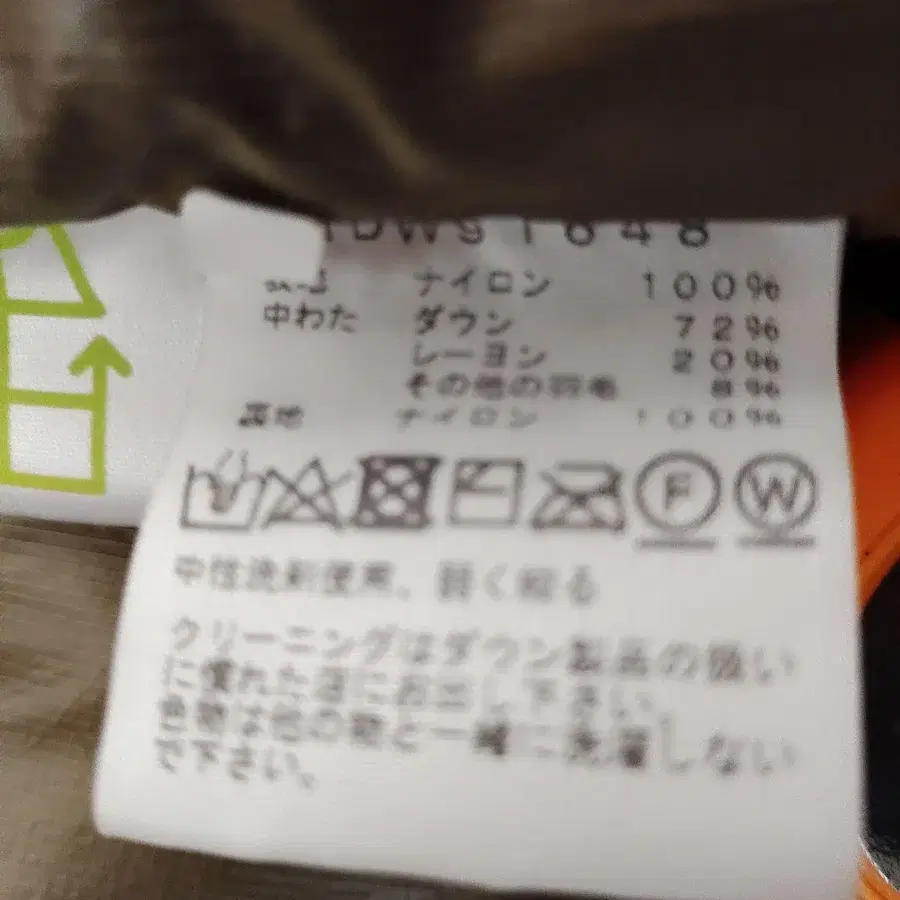 DW91648
ナイロン 100%
中わた ダウン 72%
レーヨン 20%
その他の羽毛 8%
ナイロン 100%
F W
中性洗剤使用、弱く絞る
クリーニングはダウン製品の扱い
に慣れた店にお出し下さい。
色物は他の物と一緒に洗濯しない
で下さい。